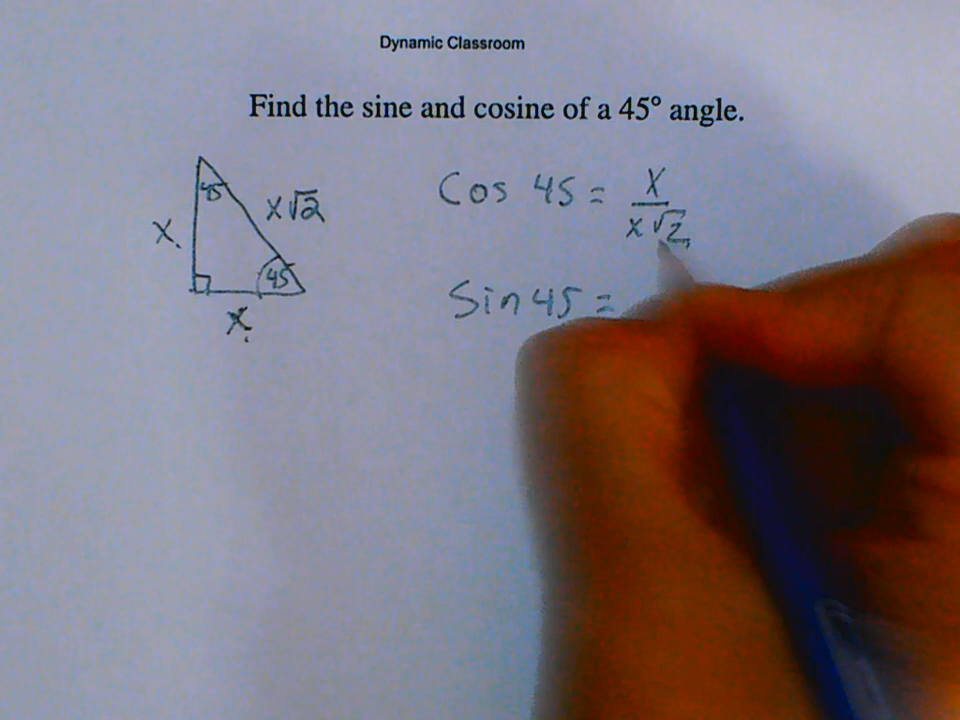 Dynamic Classroom
Find the sine and cosine of a 45° angle.
45
x√2
x
45
x
Cos 45 = x/x√2
Sin 45 =